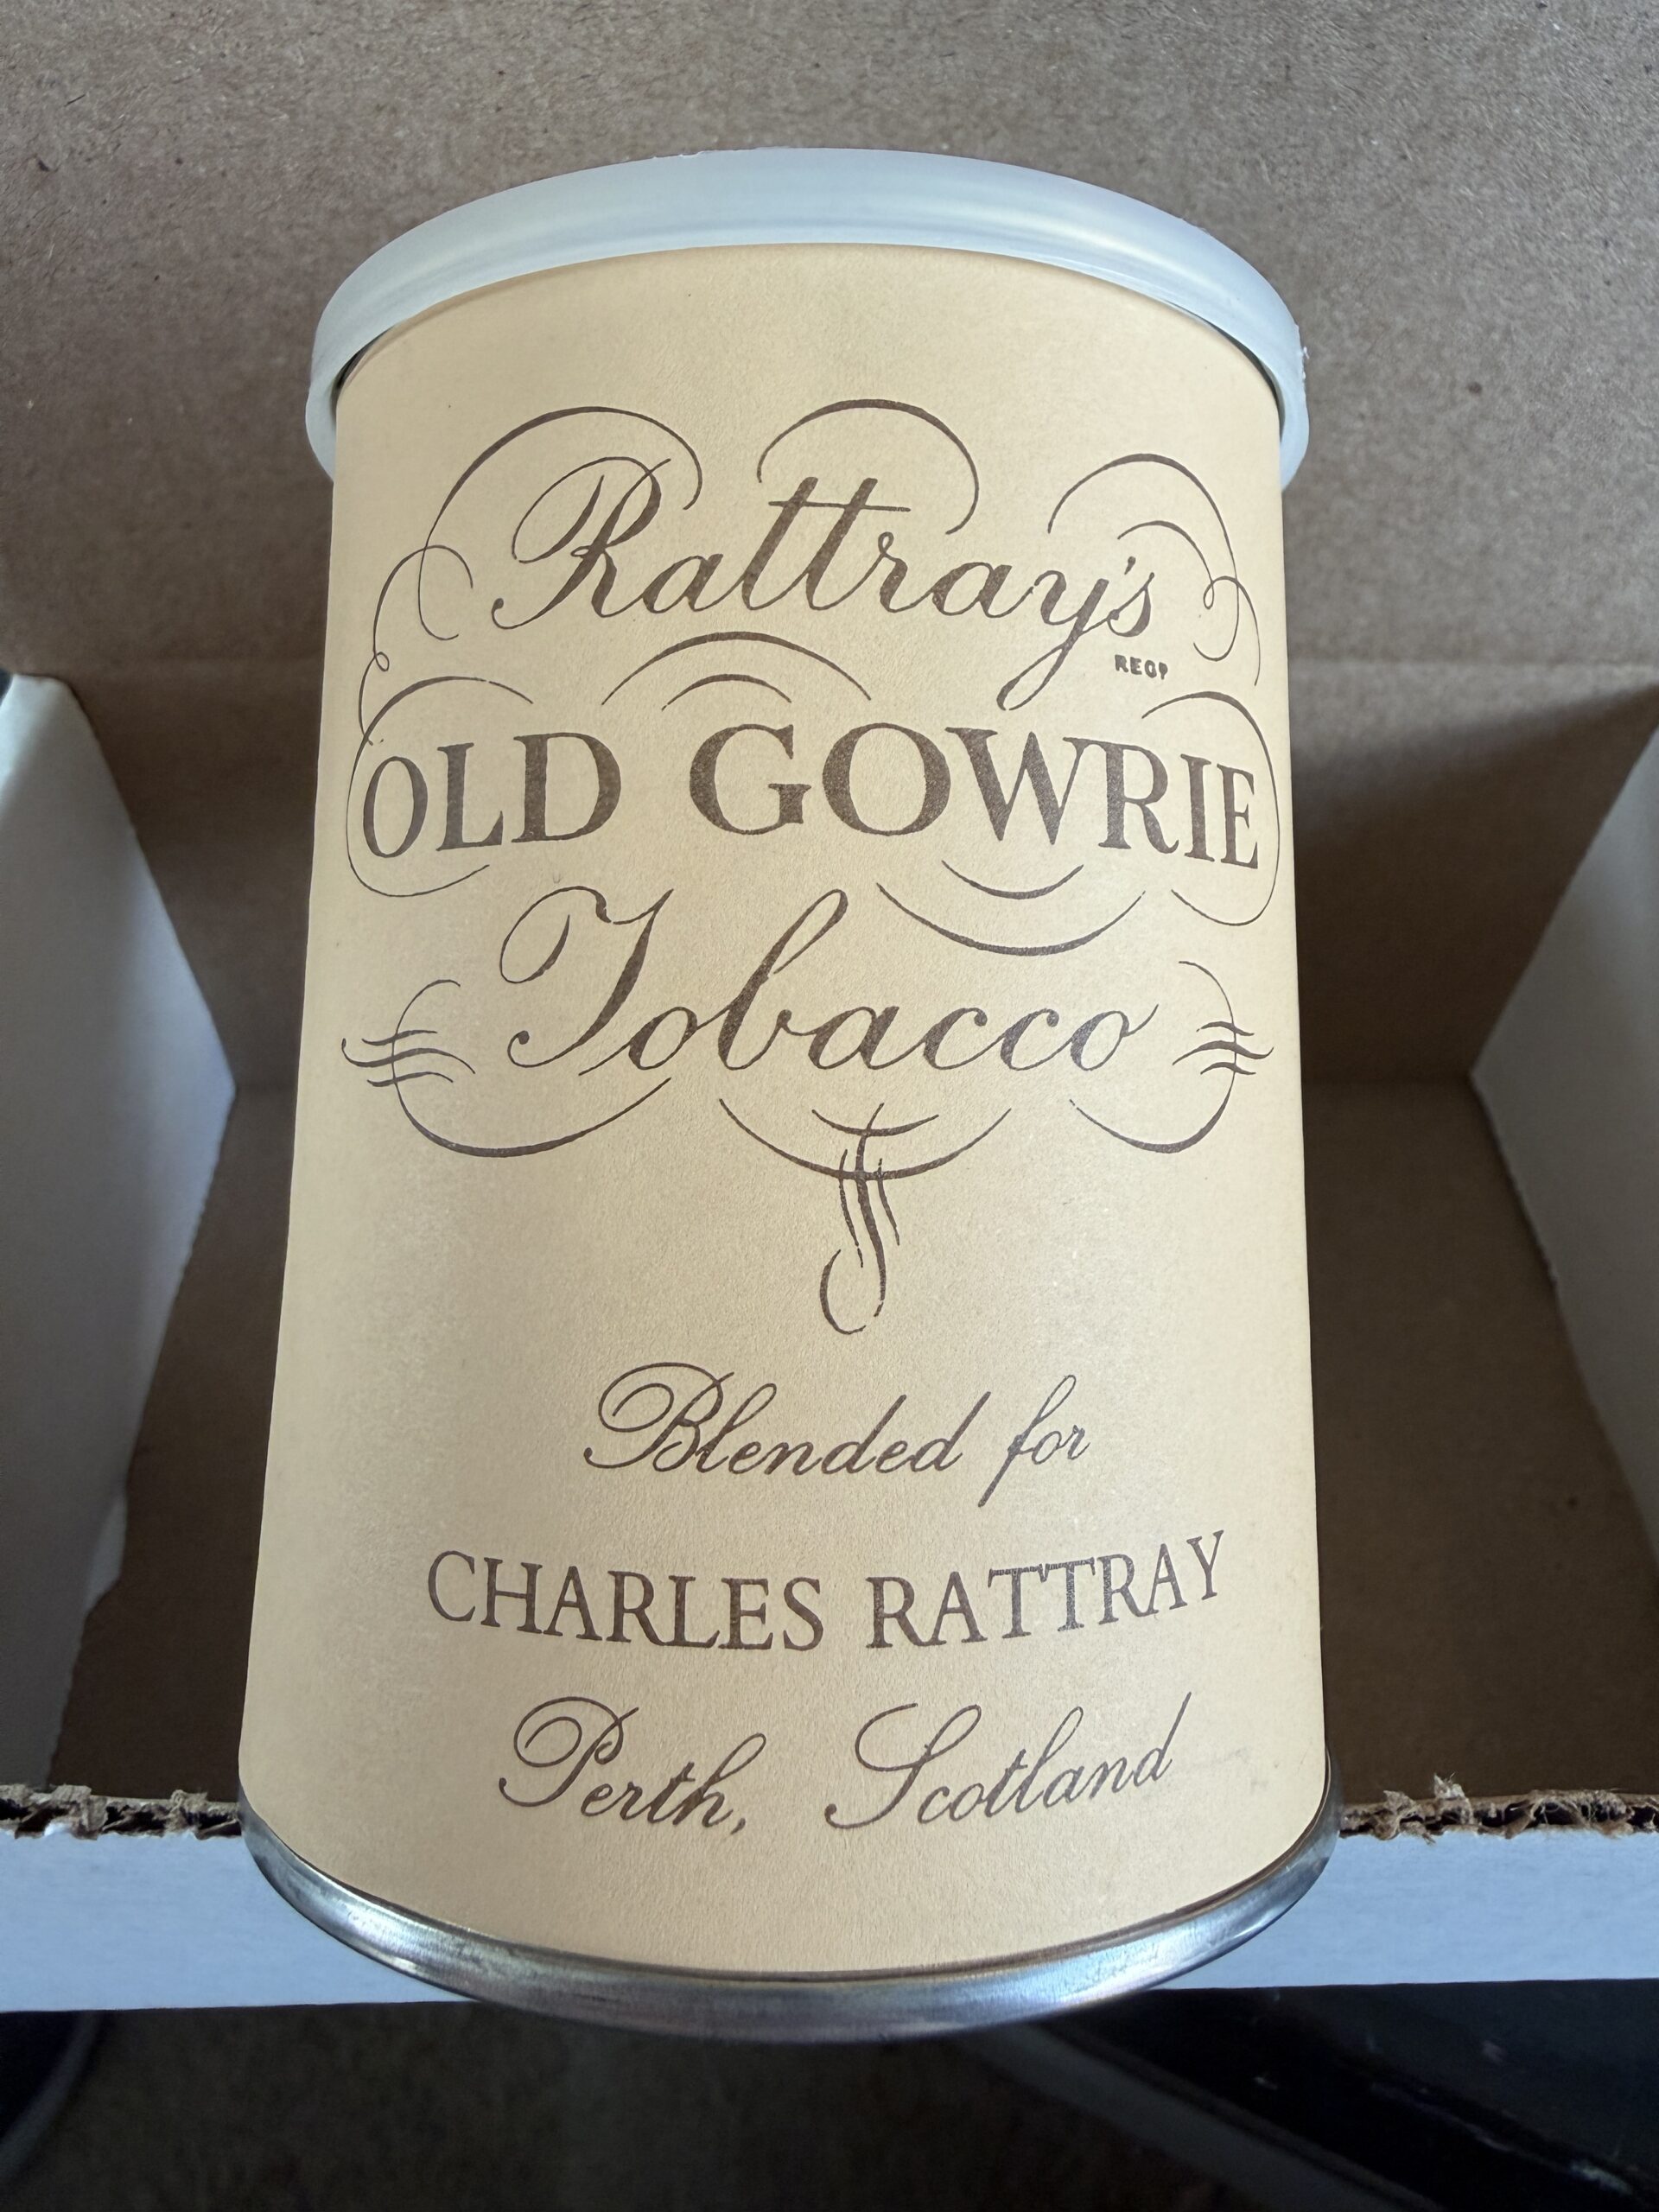 Rattray's
REGD
OLD GOWRIE
Tobacco
Blended for
CHARLES RATTRAY
Perth, Scotland